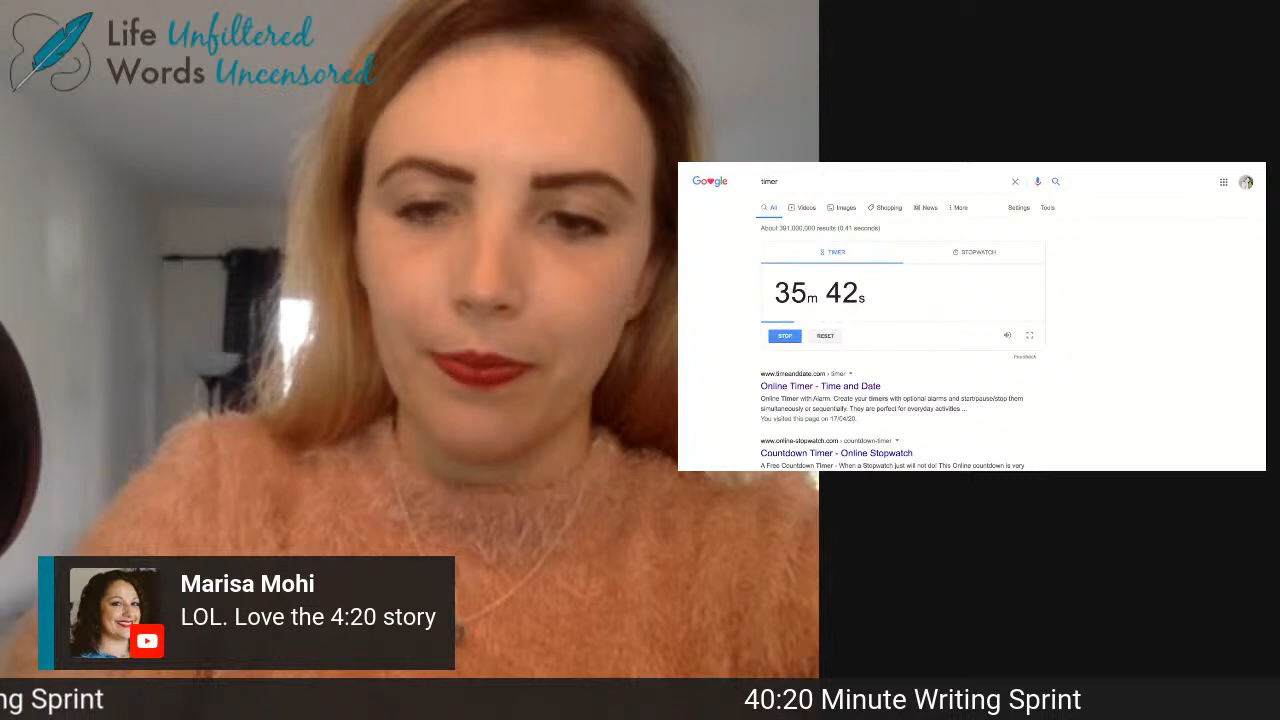 Life Unfiltered
Words Uncensored
Google
timer
All Videos Images Shopping News More Settings Tools
About 391,000,000 results (0.41 seconds)
TIMER STOPWATCH
35m 42s
STOP RESET
Feedback
www.timeanddate.com › timer
Online Timer - Time and Date
Online Timer with Alarm. Create your timers with optional alarms and start/pause/stop them
simultaneously or sequentially. They are perfect for everyday activities ...
You visited this page on 17/04/20.
www.online-stopwatch.com › countdown-timer
Countdown Timer - Online Stopwatch
A Free Countdown Timer - When a Stopwatch just will not do! This Online countdown is very
Marisa Mohi
LOL. Love the 4:20 story
ng Sprint 40:20 Minute Writing Sprint